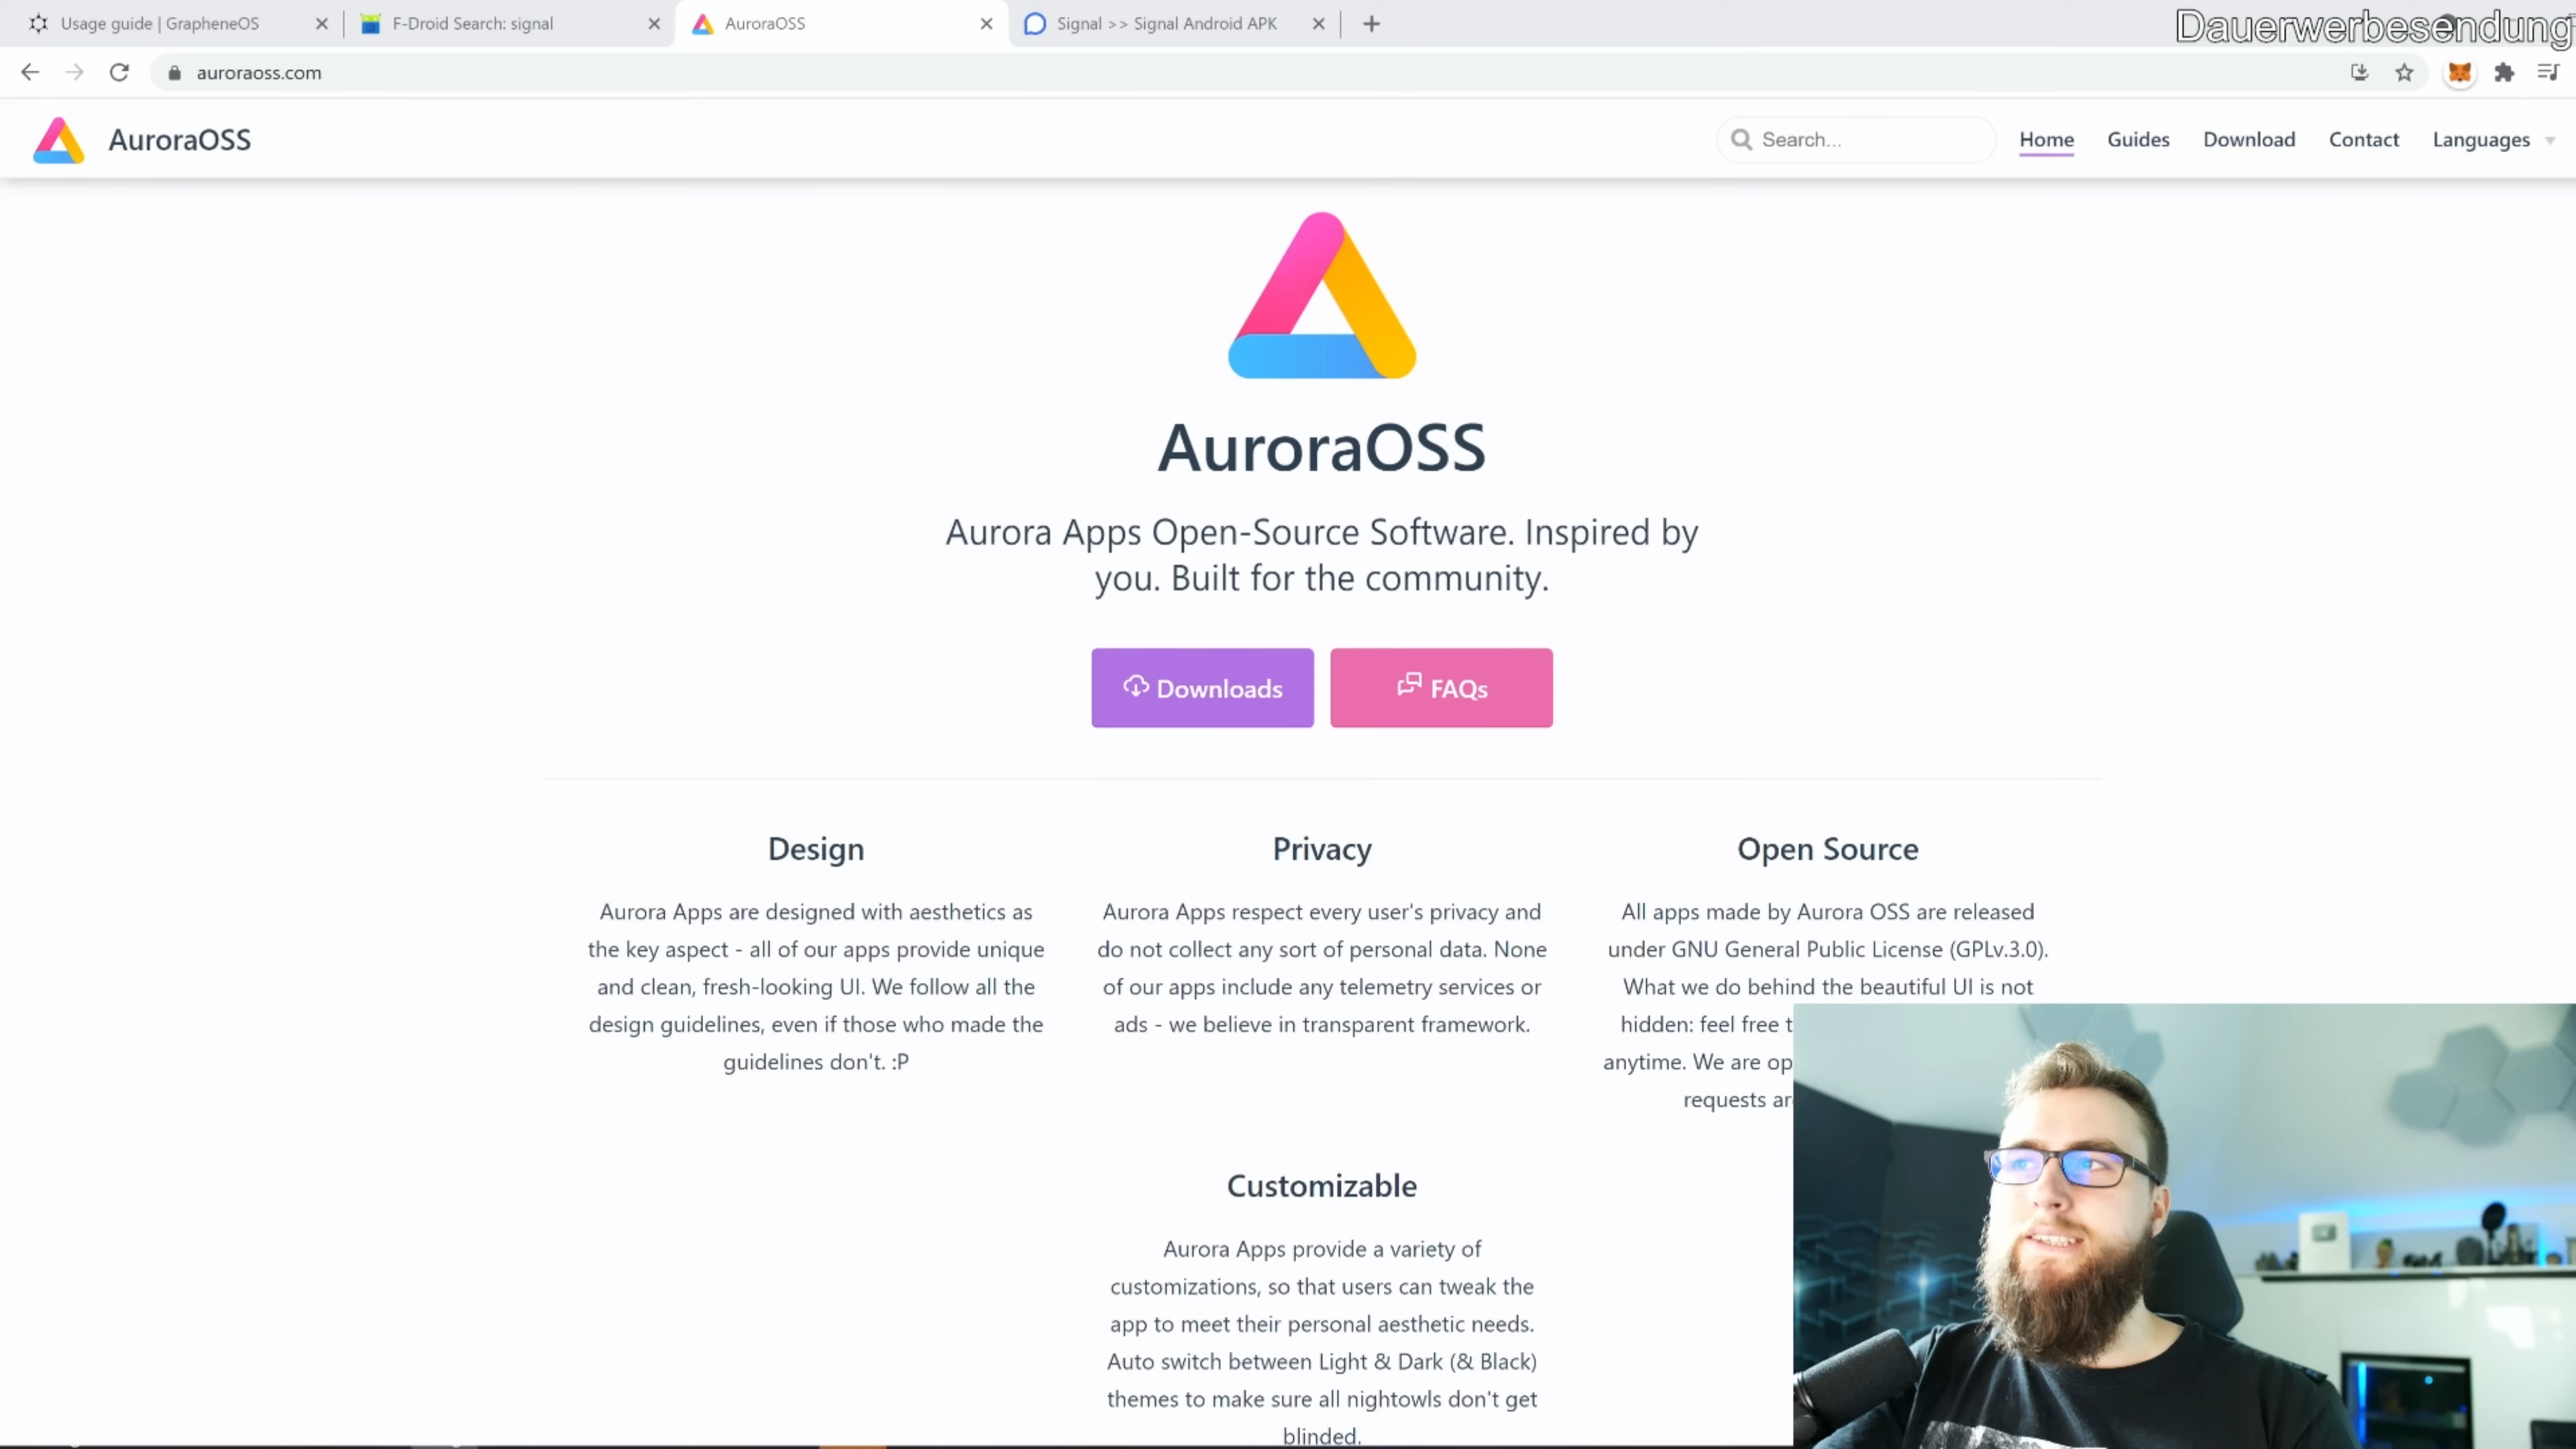 Usage guide | GrapheneOS
F-Droid Search: signal
AuroraOSS
Signal >> Signal Android APK
Dauerwerbesendung
auroraoss.com
AuroraOSS
Search...
Home
Guides
Download
Contact
Languages
AuroraOSS
Aurora Apps Open-Source Software. Inspired by
you. Built for the community.
Downloads
FAQs
Design
Aurora Apps are designed with aesthetics as
the key aspect - all of our apps provide unique
and clean, fresh-looking UI. We follow all the
design guidelines, even if those who made the
guidelines don't. :P
Privacy
Aurora Apps respect every user's privacy and
do not collect any sort of personal data. None
of our apps include any telemetry services or
ads - we believe in transparent framework.
Open Source
All apps made by Aurora OSS are released
under GNU General Public License (GPLv.3.0).
What we do behind the beautiful UI is not
hidden: feel free
anytime. We are
requests
Customizable
Aurora Apps provide a variety of
customizations, so that users can tweak the
app to meet their personal aesthetic needs.
Auto switch between Light & Dark (& Black)
themes to make sure all nightowls don't get
blinded.